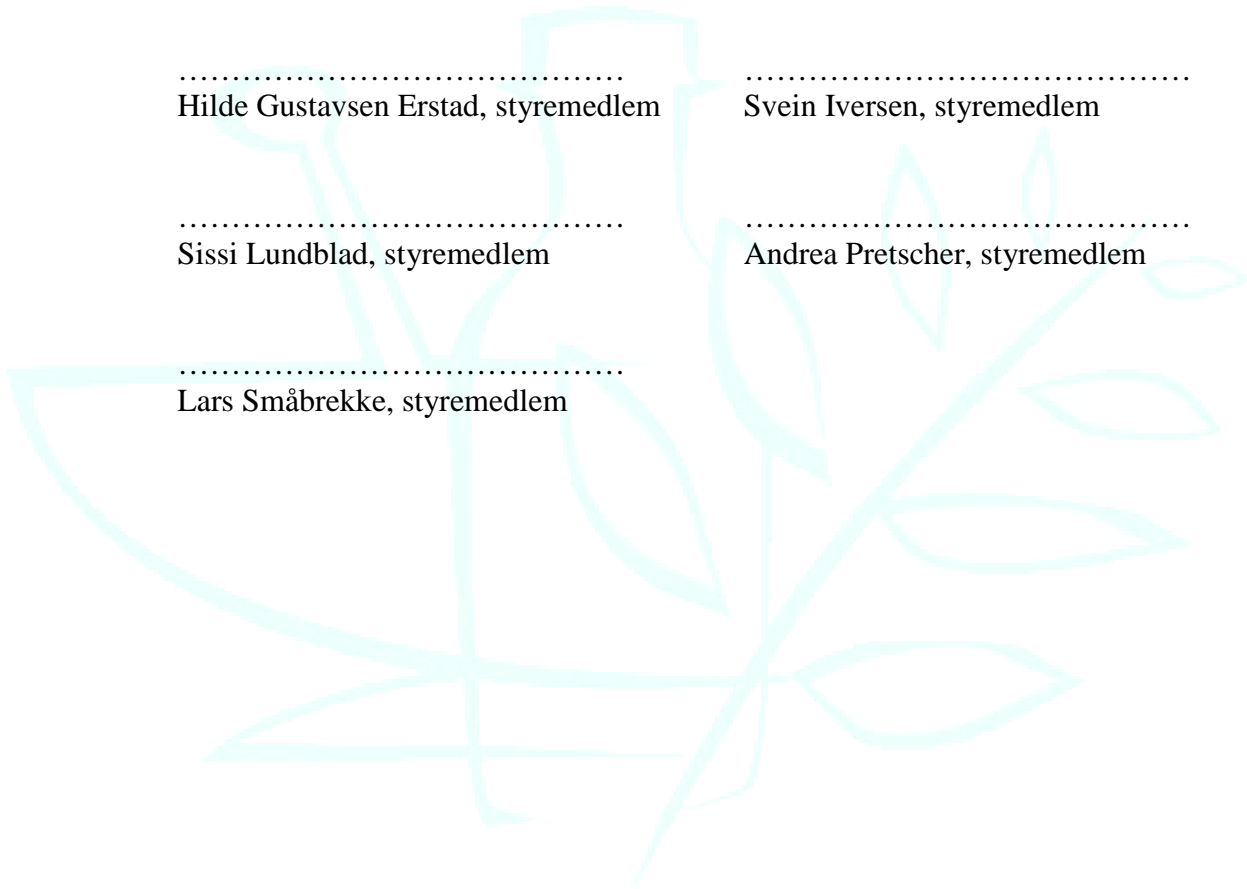 ……………………………………
……………………………………
Hilde Gustavsen Erstad, styremedlem
Svein Iversen, styremedlem
……………………………………
……………………………………
Sissi Lundblad, styremedlem
Andrea Pretscher, styremedlem
……………………………………
Lars Småbrekke, styremedlem